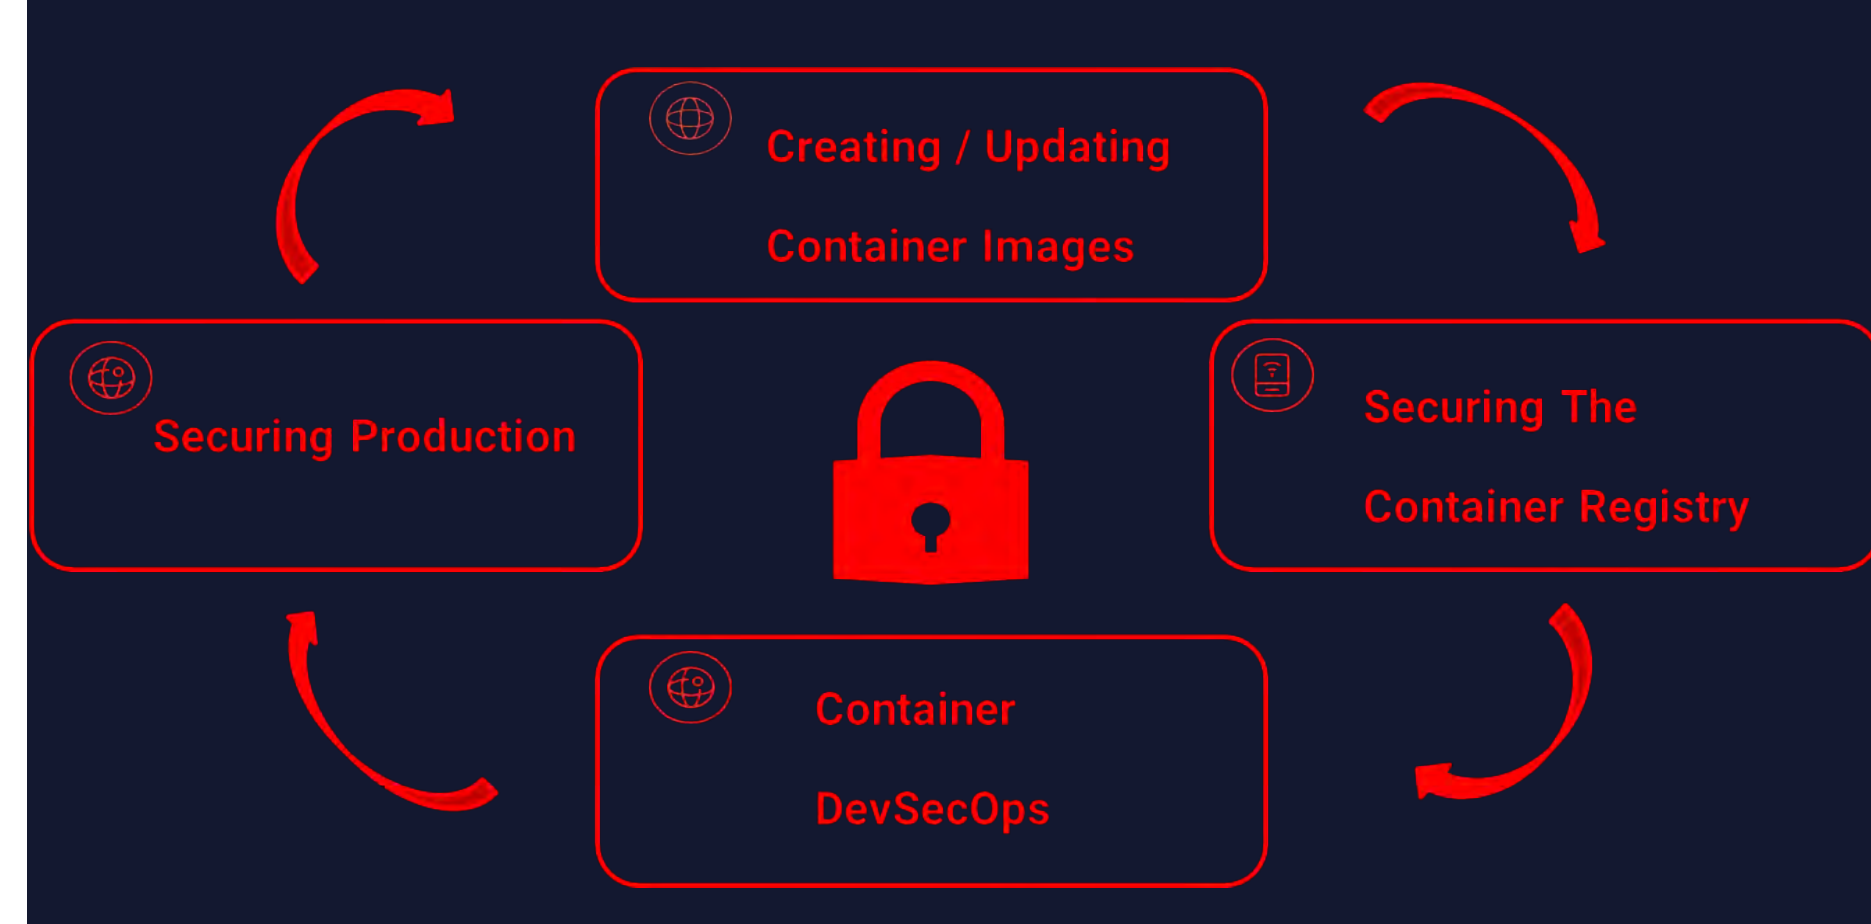 Creating / Updating
Container Images
Securing Production
Securing The
Container Registry
Container
DevSecOps